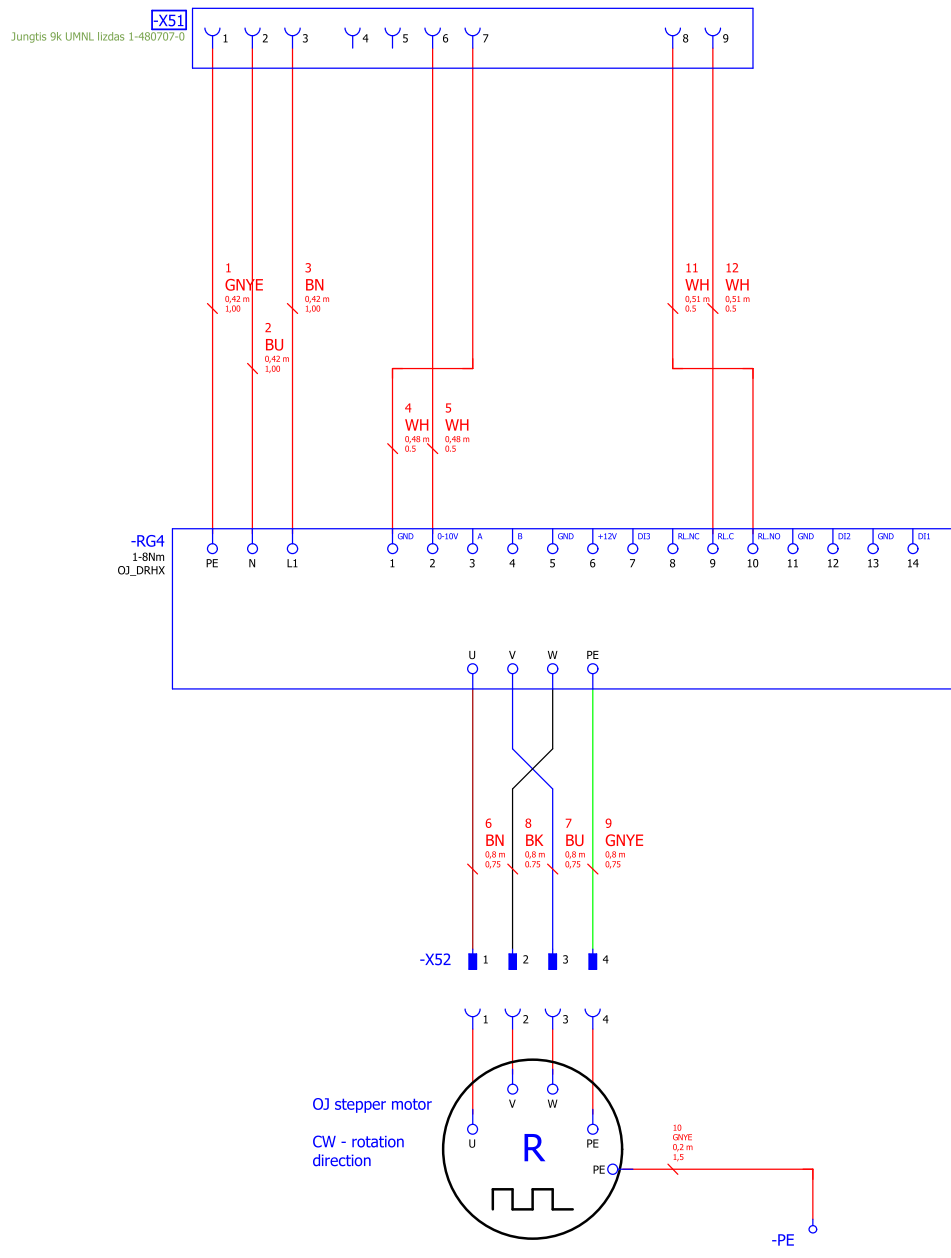 -X51
Jungtis 9k UMNL lizdas 1-480707-0
1 2 3 4 5 6 7 8 9
1
GNYE
0,42 m
1,00
3
BN
0,42 m
1,00
11
WH
0,51 m
0.5
12
WH
0,51 m
0.5
2
BU
0,42 m
1,00
4
WH
0,48 m
0.5
5
WH
0,48 m
0.5
-RG4
1-8Nm
OJ_DRHX
GND 0-10V A B GND +12V DI3 RL.NC RL.C RL.NO GND DI2 GND DI1
PE N L1 1 2 3 4 5 6 7 8 9 10 11 12 13 14
U V W PE
6
BN
0,8 m
0,75
8
BK
0,8 m
0.75
7
BU
0,8 m
0,75
9
GNYE
0,8 m
0,75
-X52
1 2 3 4
1 2 3 4
OJ stepper motor
V W
U PE
CW - rotation
direction
R
PE
10
GNYE
0,2 m
1,5
-PE